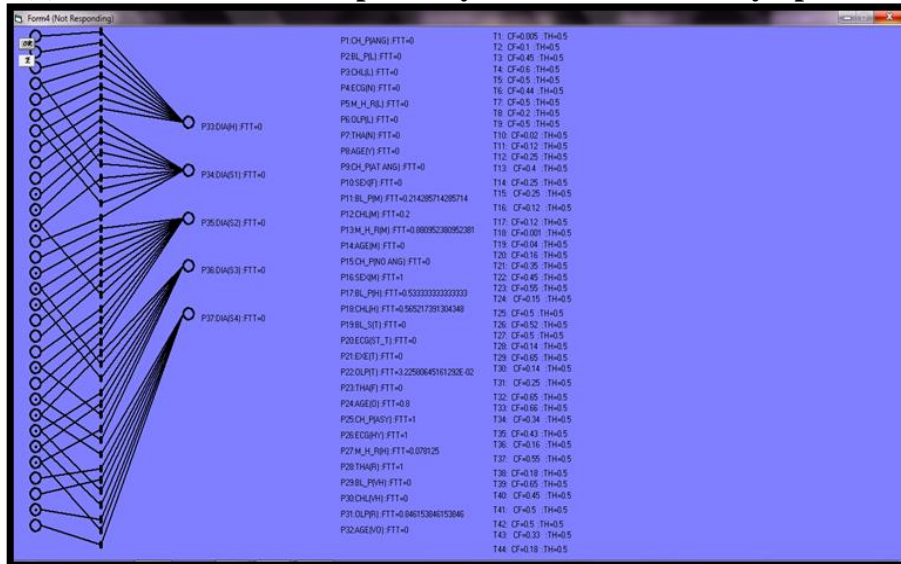 Form4 (Not Responding)
ok
P33:DIA(H):FTT=0
P34:DIA(S1):FTT=0
P35:DIA(S2):FTT=0
P36:DIA(S3):FTT=0
P37:DIA(S4):FTT=0
P1:CH_P(ANG):FTT=0
P2:BL_P(L):FTT=0
P3:CHL(L):FTT=0
P4:ECG(N):FTT=0
P5:M_H_R(L):FTT=0
P6:OLP(L):FTT=0
P7:THA(N):FTT=0
P8:AGE(Y):FTT=0
P9:CH_P(AT ANG):FTT=0
P10:SEX(F):FTT=0
P11:BL_P(M):FTT=0.214285714285714
P12:CHL(M):FTT=0.2
P13:M_H_R(M):FTT=0.880952380952381
P14:AGE(M):FTT=0
P15:CH_P(NO ANG):FTT=0
P16:SEX(M):FTT=1
P17:BL_P(H):FTT=0.533333333333333
P18:CHL(H):FTT=0.565217391304348
P19:BL_S(T):FTT=0
P20:ECG(ST_T):FTT=0
P21:EXE(T):FTT=0
P22:OLP(T):FTT=3.22580645161292E-02
P23:THA(F):FTT=0
P24:AGE(O):FTT=0.8
P25:CH_P(ASY):FTT=1
P26:ECG(HY):FTT=1
P27:M_H_R(H):FTT=0.078125
P28:THA(R):FTT=1
P29:BL_P(VH):FTT=0
P30:CHL(VH):FTT=0
P31:OLP(R):FTT=0.846153846153846
P32:AGE(VO):FTT=0
T1: CF=0.005 :TH=0.5
T2: CF=0.1 :TH=0.5
T3: CF=0.45 :TH=0.5
T4: CF=0.6 :TH=0.5
T5: CF=0.5 :TH=0.5
T6: CF=0.44 :TH=0.5
T7: CF=0.5 :TH=0.5
T8: CF=0.2 :TH=0.5
T9: CF=0.5 :TH=0.5
T10: CF=0.02 :TH=0.5
T11: CF=0.12 :TH=0.5
T12: CF=0.25 :TH=0.5
T13: CF=0.4 :TH=0.5
T14: CF=0.25 :TH=0.5
T15: CF=0.25 :TH=0.5
T16: CF=0.12 :TH=0.5
T17: CF=0.12 :TH=0.5
T18: CF=0.001 :TH=0.5
T19: CF=0.04 :TH=0.5
T20: CF=0.16 :TH=0.5
T21: CF=0.35 :TH=0.5
T22: CF=0.45 :TH=0.5
T23: CF=0.55 :TH=0.5
T24: CF=0.15 :TH=0.5
T25: CF=0.5 :TH=0.5
T26: CF=0.52 :TH=0.5
T27: CF=0.5 :TH=0.5
T28: CF=0.14 :TH=0.5
T29: CF=0.65 :TH=0.5
T30: CF=0.14 :TH=0.5
T31: CF=0.25 :TH=0.5
T32: CF=0.65 :TH=0.5
T33: CF=0.66 :TH=0.5
T34: CF=0.34 :TH=0.5
T35: CF=0.43 :TH=0.5
T36: CF=0.16 :TH=0.5
T37: CF=0.55 :TH=0.5
T38: CF=0.18 :TH=0.5
T39: CF=0.65 :TH=0.5
T40: CF=0.45 :TH=0.5
T41: CF=0.5 :TH=0.5
T42: CF=0.5 :TH=0.5
T43: CF=0.33 :TH=0.5
T44: CF=0.18 :TH=0.5